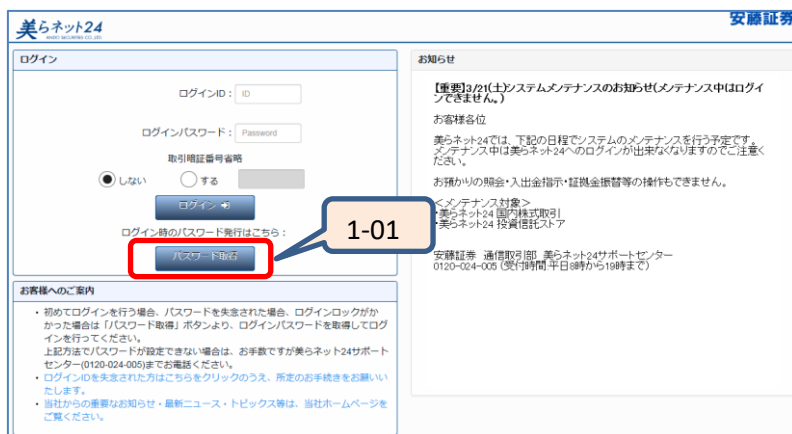 美らネット24
ANDO SECURITIES CO.,LTD.
安藤証券
ログイン
ログインID：
ID
ログインパスワード：
Password
取引暗証番号省略
しない
する
ログイン
ログイン時のパスワード発行はこちら：
パスワード取得
1-01
お客様へのご案内
・初めてログインを行う場合、パスワードを失念された場合、ログインロックがか
かった場合は「パスワード取得」ボタンより、ログインパスワードを取得してログ
インを行ってください。
上記方法でパスワードが設定できない場合は、お手数ですが美らネット24サポート
センター(0120-024-005)までお電話ください。
・ログインIDを失念された方はこちらをクリックのうえ、所定のお手続きをお願いい
たします。
・当社からの重要なお知らせ・最新ニュース・トピックス等は、当社ホームページを
ご覧ください。
お知らせ
【重要】3/21(土)システムメンテナンスのお知らせ(メンテナンス中はログイ
ンできません。)
お客様各位
美らネット24では、下記の日程でシステムのメンテナンスを行う予定です。
メンテナンス中は美らネット24へのログインが出来なくなりますのでご注意く
ださい。
お預かりの照会・入出金指示・証拠金振替等の操作もできません。
＜メンテナンス対象＞
・美らネット24 国内株式取引
・美らネット24 投資信託ストア
安藤証券 通信取引部 美らネット24サポートセンター
0120-024-005 (受付時間 平日8時から19時まで)